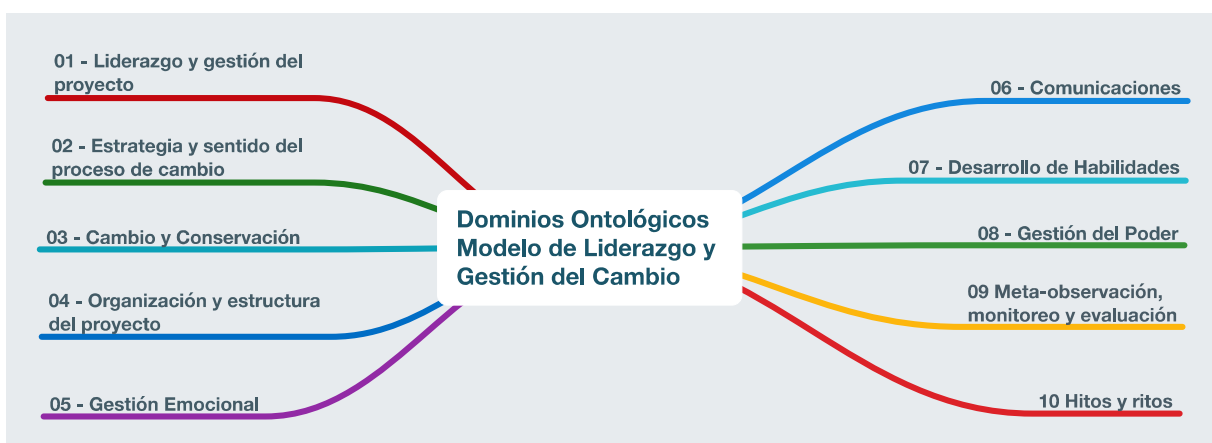 01 - Liderazgo y gestión del
proyecto
02 - Estrategia y sentido del
proceso de cambio
03 - Cambio y Conservación
04 - Organización y estructura
del proyecto
05 - Gestión Emocional
Dominios Ontológicos
Modelo de Liderazgo y
Gestión del Cambio
06 - Comunicaciones
07 - Desarrollo de Habilidades
08 - Gestión del Poder
09 Meta-observación,
monitoreo y evaluación
10 Hitos y ritos